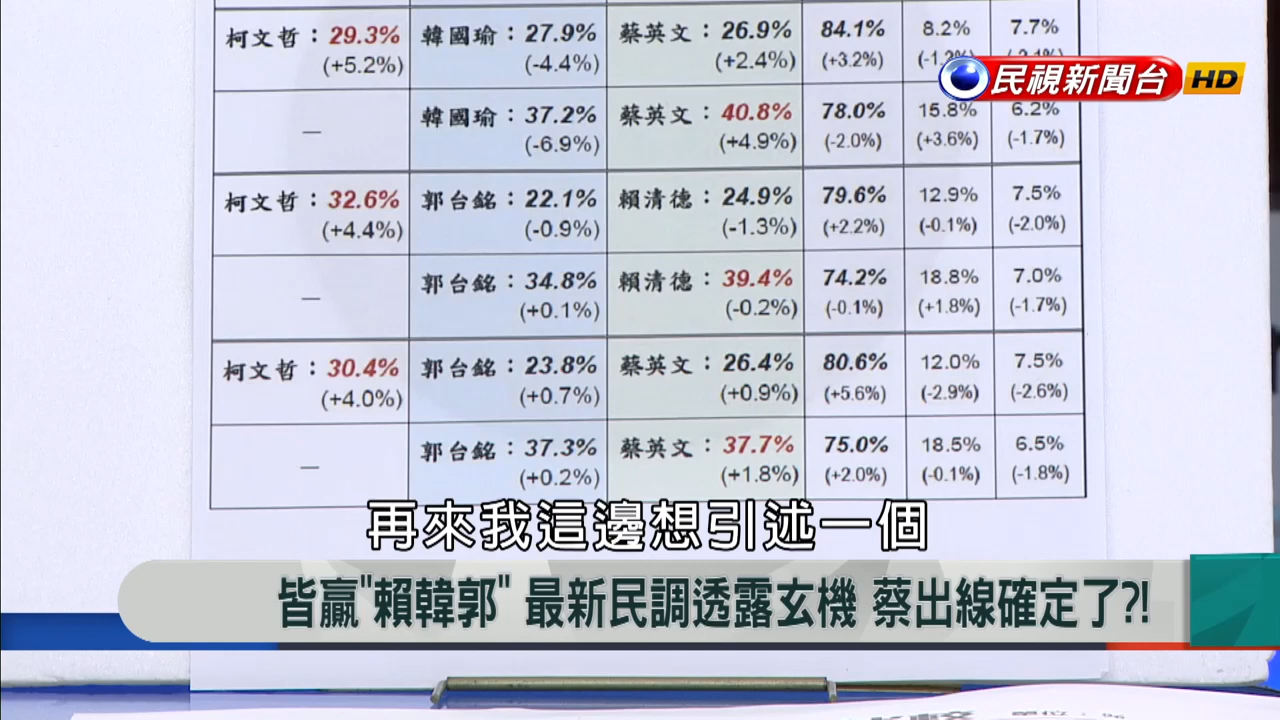 柯文哲：29.3% 韓國瑜：27.9% 蔡英文：26.9% 84.1% 8.2% 7.7%
(+5.2%) (-4.4%) (+2.4%) (+3.2%)
民視新聞台 HD
— 韓國瑜：37.2% 蔡英文：40.8% 78.0% 15.8% 6.2%
(-6.9%) (+4.9%) (-2.0%) (+3.6%) (-1.7%)
柯文哲：32.6% 郭台銘：22.1% 賴清德：24.9% 79.6% 12.9% 7.5%
(+4.4%) (-0.9%) (-1.3%) (+2.2%) (-0.1%) (-2.0%)
— 郭台銘：34.8% 賴清德：39.4% 74.2% 18.8% 7.0%
(+0.1%) (-0.2%) (-0.1%) (+1.8%) (-1.7%)
柯文哲：30.4% 郭台銘：23.8% 蔡英文：26.4% 80.6% 12.0% 7.5%
(+4.0%) (+0.7%) (+0.9%) (+5.6%) (-2.9%) (-2.6%)
— 郭台銘：37.3% 蔡英文：37.7% 75.0% 18.5% 6.5%
(+0.2%) (+1.8%) (+2.0%) (-0.1%) (-1.8%)
再來我這邊想引述一個
皆贏"賴韓郭" 最新民調透露玄機 蔡出線確定了?!